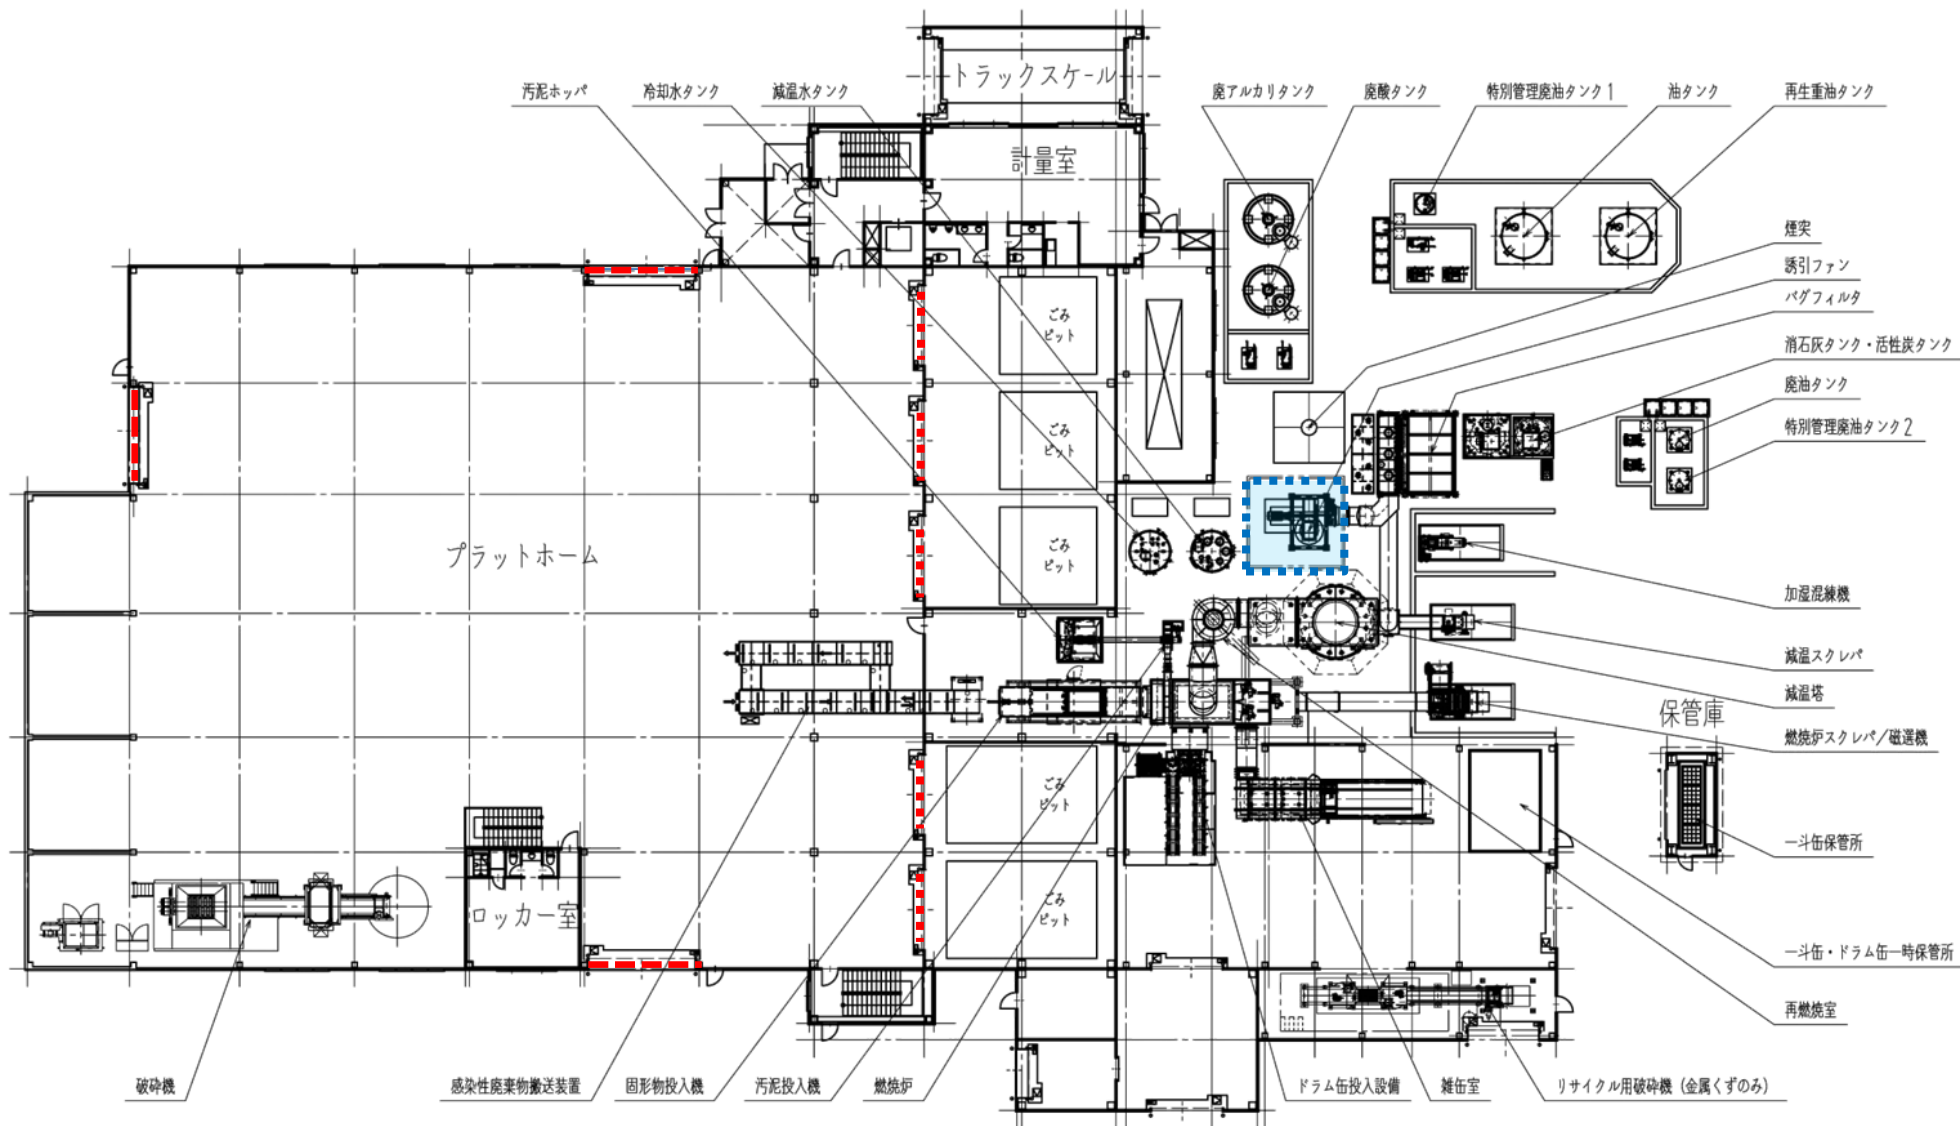 トラックスケール
汚泥ホッパ
冷却水タンク
減温水タンク
廃アルカリタンク
廃酸タンク
特別管理廃油タンク1
油タンク
再生重油タンク
計量室
煙突
誘引ファン
バグフィルタ
消石灰タンク・活性炭タンク
廃油タンク
特別管理廃油タンク2
ごみ
ピット
ごみ
ピット
ごみ
ピット
プラットホーム
加湿混練機
減温スクレパ
減温塔
燃焼炉スクレパ/磁選機
保管庫
ごみ
ピット
一斗缶保管所
ごみ
ピット
ロッカー室
一斗缶・ドラム缶一時保管所
再燃焼室
破砕機
感染性廃棄物搬送装置
固形物投入機
汚泥投入機
燃焼炉
ドラム缶投入設備
雑缶室
リサイクル用破砕機(金属くずのみ)